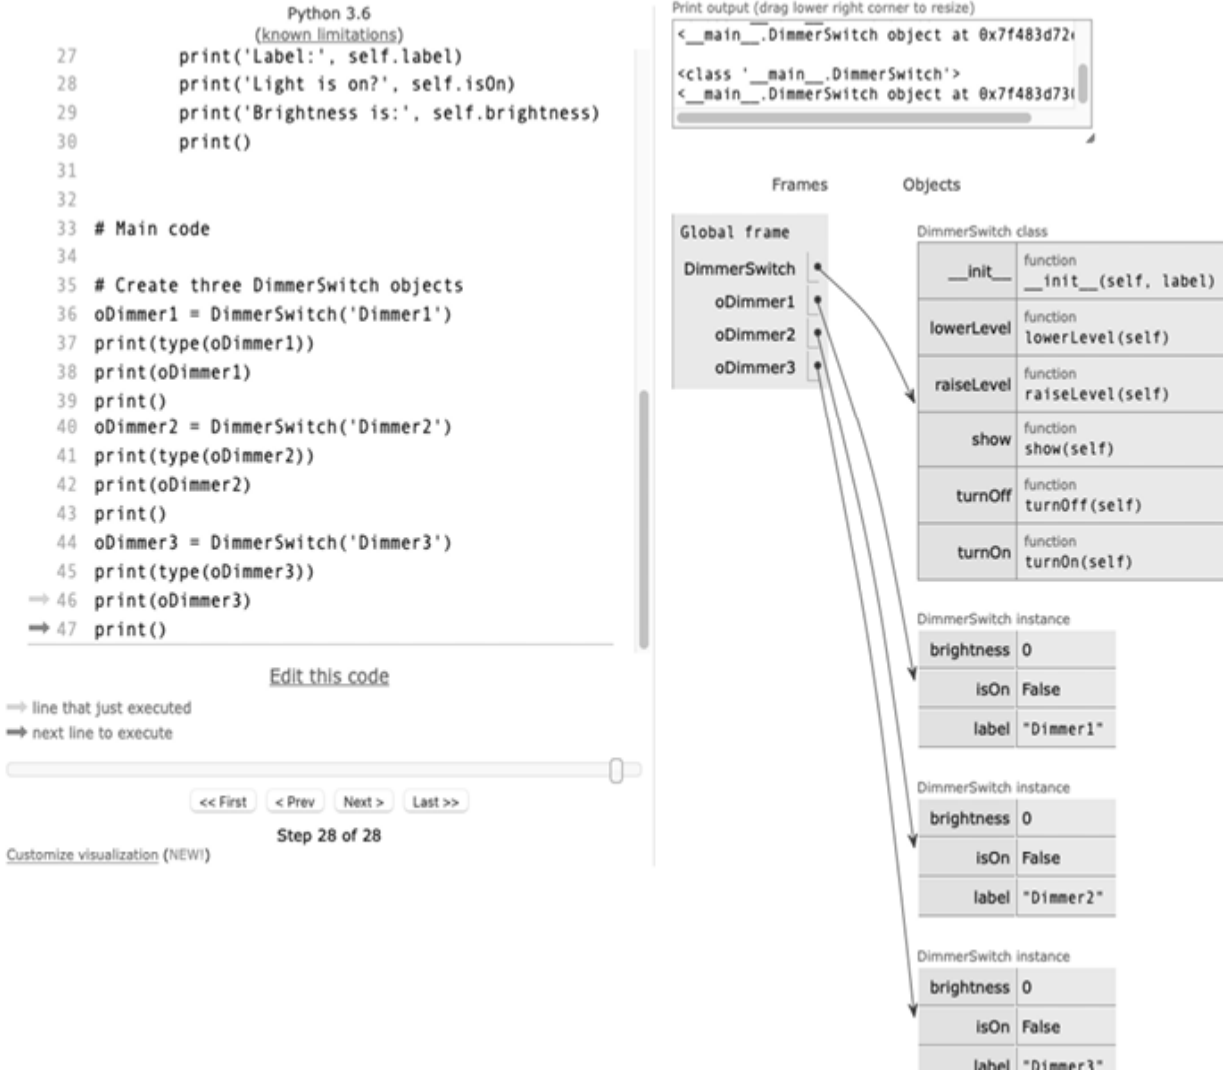 Python 3.6
(known limitations)
27 print('Label:', self.label)
28 print('Light is on?', self.isOn)
29 print('Brightness is:', self.brightness)
30 print()
31
32
33 # Main code
34
35 # Create three DimmerSwitch objects
36 oDimmer1 = DimmerSwitch('Dimmer1')
37 print(type(oDimmer1))
38 print(oDimmer1)
39 print()
40 oDimmer2 = DimmerSwitch('Dimmer2')
41 print(type(oDimmer2))
42 print(oDimmer2)
43 print()
44 oDimmer3 = DimmerSwitch('Dimmer3')
45 print(type(oDimmer3))
46 print(oDimmer3)
47 print()
Edit this code
line that just executed
next line to execute
<< First < Prev Next > Last >>
Step 28 of 28
Customize visualization (NEW!)
Print output (drag lower right corner to resize)
<__main__.DimmerSwitch object at 0x7f483d72
<class '__main__.DimmerSwitch'>
<__main__.DimmerSwitch object at 0x7f483d73
Frames Objects
Global frame
DimmerSwitch
oDimmer1
oDimmer2
oDimmer3
DimmerSwitch class
__init__ function
__init__(self, label)
lowerLevel function
lowerLevel(self)
raiseLevel function
raiseLevel(self)
show function
show(self)
turnOff function
turnOff(self)
turnOn function
turnOn(self)
DimmerSwitch instance
brightness 0
isOn False
label "Dimmer1"
DimmerSwitch instance
brightness 0
isOn False
label "Dimmer2"
DimmerSwitch instance
brightness 0
isOn False
label "Dimmer3"